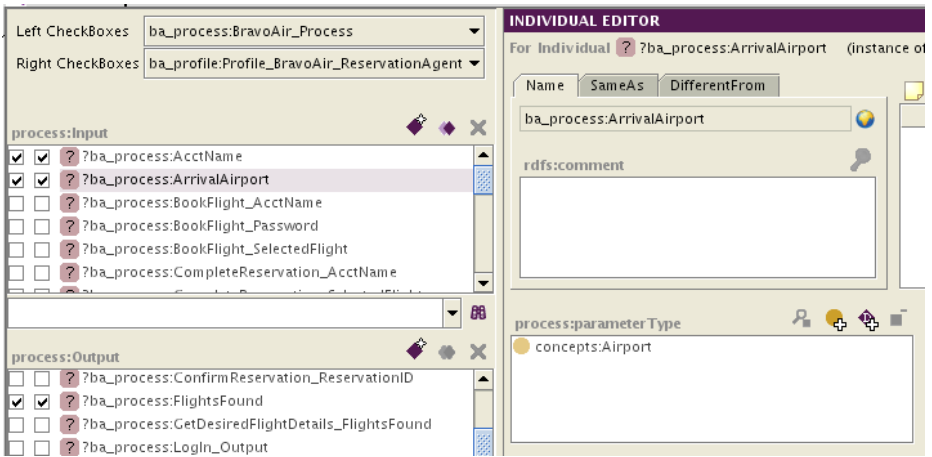 Left CheckBoxes ba_process:BravoAir_Process
Right CheckBoxes ba_profile:Profile_BravoAir_ReservationAgent
process:Input
? ?ba_process:AcctName
? ?ba_process:ArrivalAirport
? ?ba_process:BookFlight_AcctName
? ?ba_process:BookFlight_Password
? ?ba_process:BookFlight_SelectedFlight
? ?ba_process:CompleteReservation_AcctName
process:Output
? ?ba_process:ConfirmReservation_ReservationID
? ?ba_process:FlightsFound
? ?ba_process:GetDesiredFlightDetails_FlightsFound
? ?ba_process:LogIn_Output
INDIVIDUAL EDITOR
For Individual ? ?ba_process:ArrivalAirport (instance of
Name SameAs DifferentFrom
ba_process:ArrivalAirport
rdfs:comment
process:parameterType
concepts:Airport